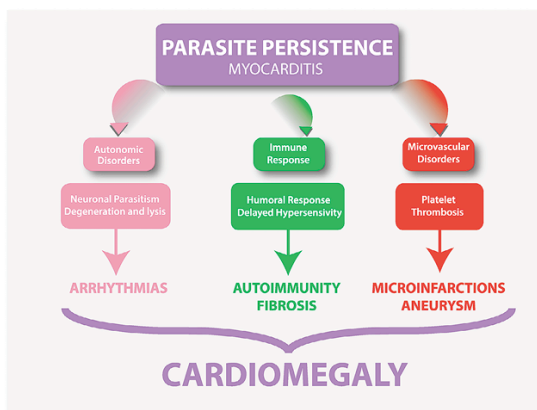 PARASITE PERSISTENCE
MYOCARDITIS
Autonomic
Disorders
Immune
Response
Microvascular
Disorders
Neuronal Parasitism
Degeneration and lysis
Humoral Response
Delayed Hypersensivity
Platelet
Thrombosis
ARRHYTHMIAS
AUTOIMMUNITY
FIBROSIS
MICROINFARCTIONS
ANEURYSM
CARDIOMEGALY